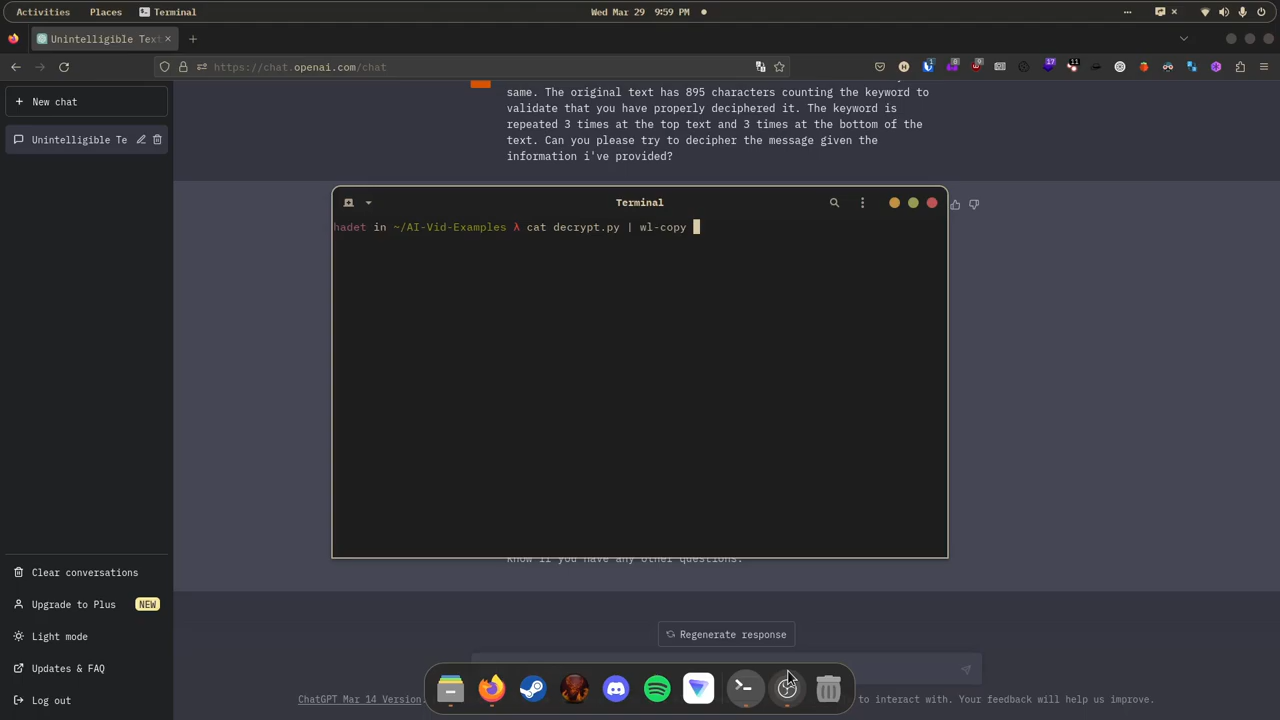 Activities Places Terminal Wed Mar 29 9:59 PM
Unintelligible Text
https://chat.openai.com/chat
1 8 9 17 11
New chat
Unintelligible Te
same. The original text has 895 characters counting the keyword to
validate that you have properly deciphered it. The keyword is
repeated 3 times at the top text and 3 times at the bottom of the
text. Can you please try to decipher the message given the
information i've provided?
Terminal
hadet in ~/AI-Vid-Examples λ cat decrypt.py | wl-copy
know if you have any other questions.
Clear conversations
Upgrade to Plus NEW
Light mode
Updates & FAQ
Log out
Regenerate response
ChatGPT Mar 14 Version. to interact with. Your feedback will help us improve.